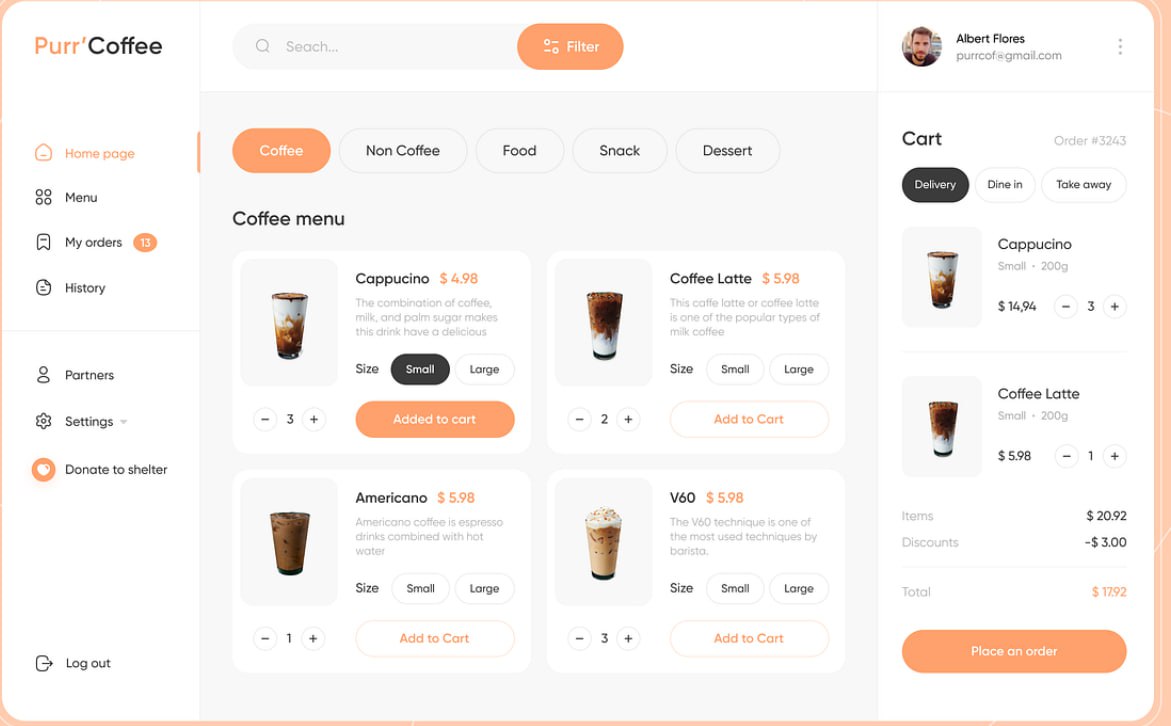 Purr'Coffee
Home page
Menu
My orders 13
History
Partners
Settings
Donate to shelter
Log out
Seach...
Filter
Coffee
Non Coffee
Food
Snack
Dessert
Coffee menu
Cappucino $ 4.98
The combination of coffee,
milk, and palm sugar makes
this drink have a delicious
Size Small Large
− 3 + Added to cart
Coffee Latte $ 5.98
This caffe latte or coffee latte
is one of the popular types of
milk coffee
Size Small Large
− 2 + Add to Cart
Americano $ 5.98
Americano coffee is espresso
drinks combined with hot
water
Size Small Large
− 1 + Add to Cart
V60 $ 5.98
The V60 technique is one of
the most used techniques by
barista.
Size Small Large
− 3 + Add to Cart
Albert Flores
purrcof@gmail.com
Cart Order #3243
Delivery Dine in Take away
Cappucino
Small • 200g
$ 14,94 − 3 +
Coffee Latte
Small • 200g
$ 5.98 − 1 +
Items $ 20.92
Discounts -$ 3.00
Total $ 17.92
Place an order